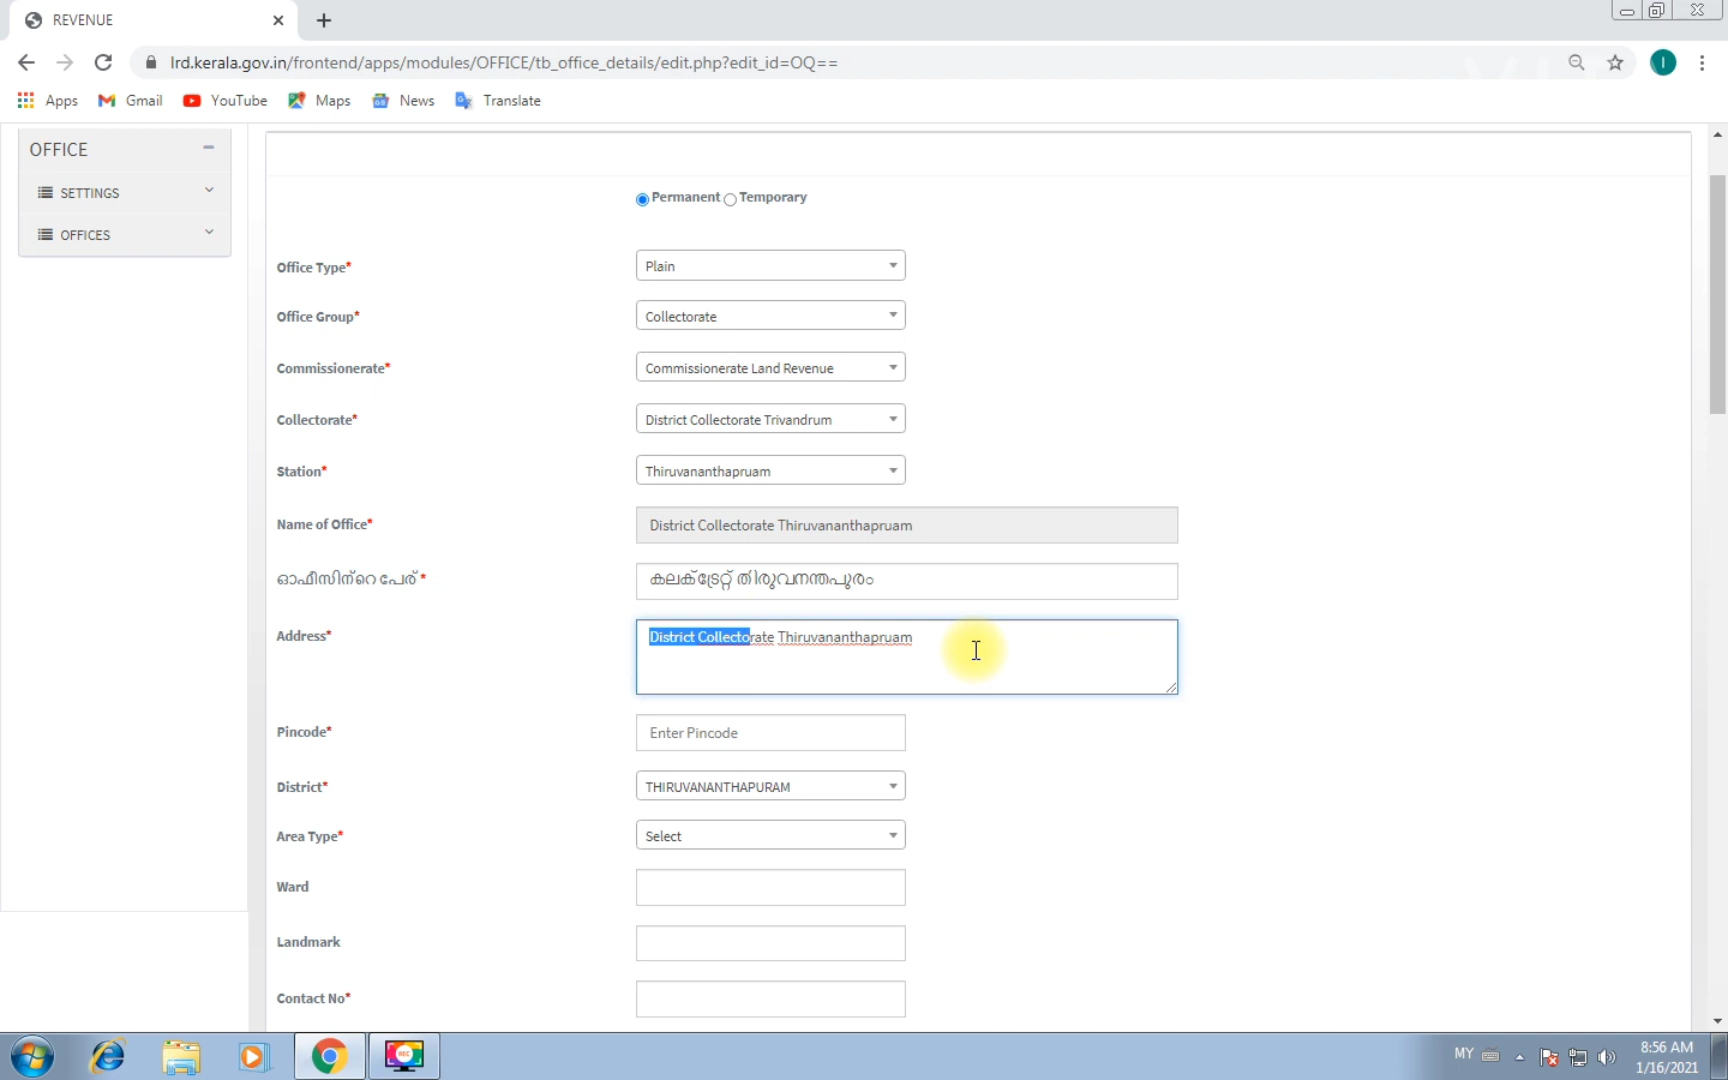 REVENUE
lrd.kerala.gov.in/frontend/apps/modules/OFFICE/tb_office_details/edit.php?edit_id=OQ==
I
Apps Gmail YouTube Maps News Translate
OFFICE
SETTINGS
OFFICES
Permanent Temporary
Office Type* Plain
Office Group* Collectorate
Commissionerate* Commissionerate Land Revenue
Collectorate* District Collectorate Trivandrum
Station* Thiruvananthapruam
Name of Office* District Collectorate Thiruvananthapruam
ഓഫീസിന്റെ പേര് * കലക്ട്രേറ്റ് തിരുവനന്തപുരം
Address* District Collectorate Thiruvananthapruam
Pincode* Enter Pincode
District* THIRUVANANTHAPURAM
Area Type* Select
Ward
Landmark
Contact No*
REC
MY
8:56 AM
1/16/2021